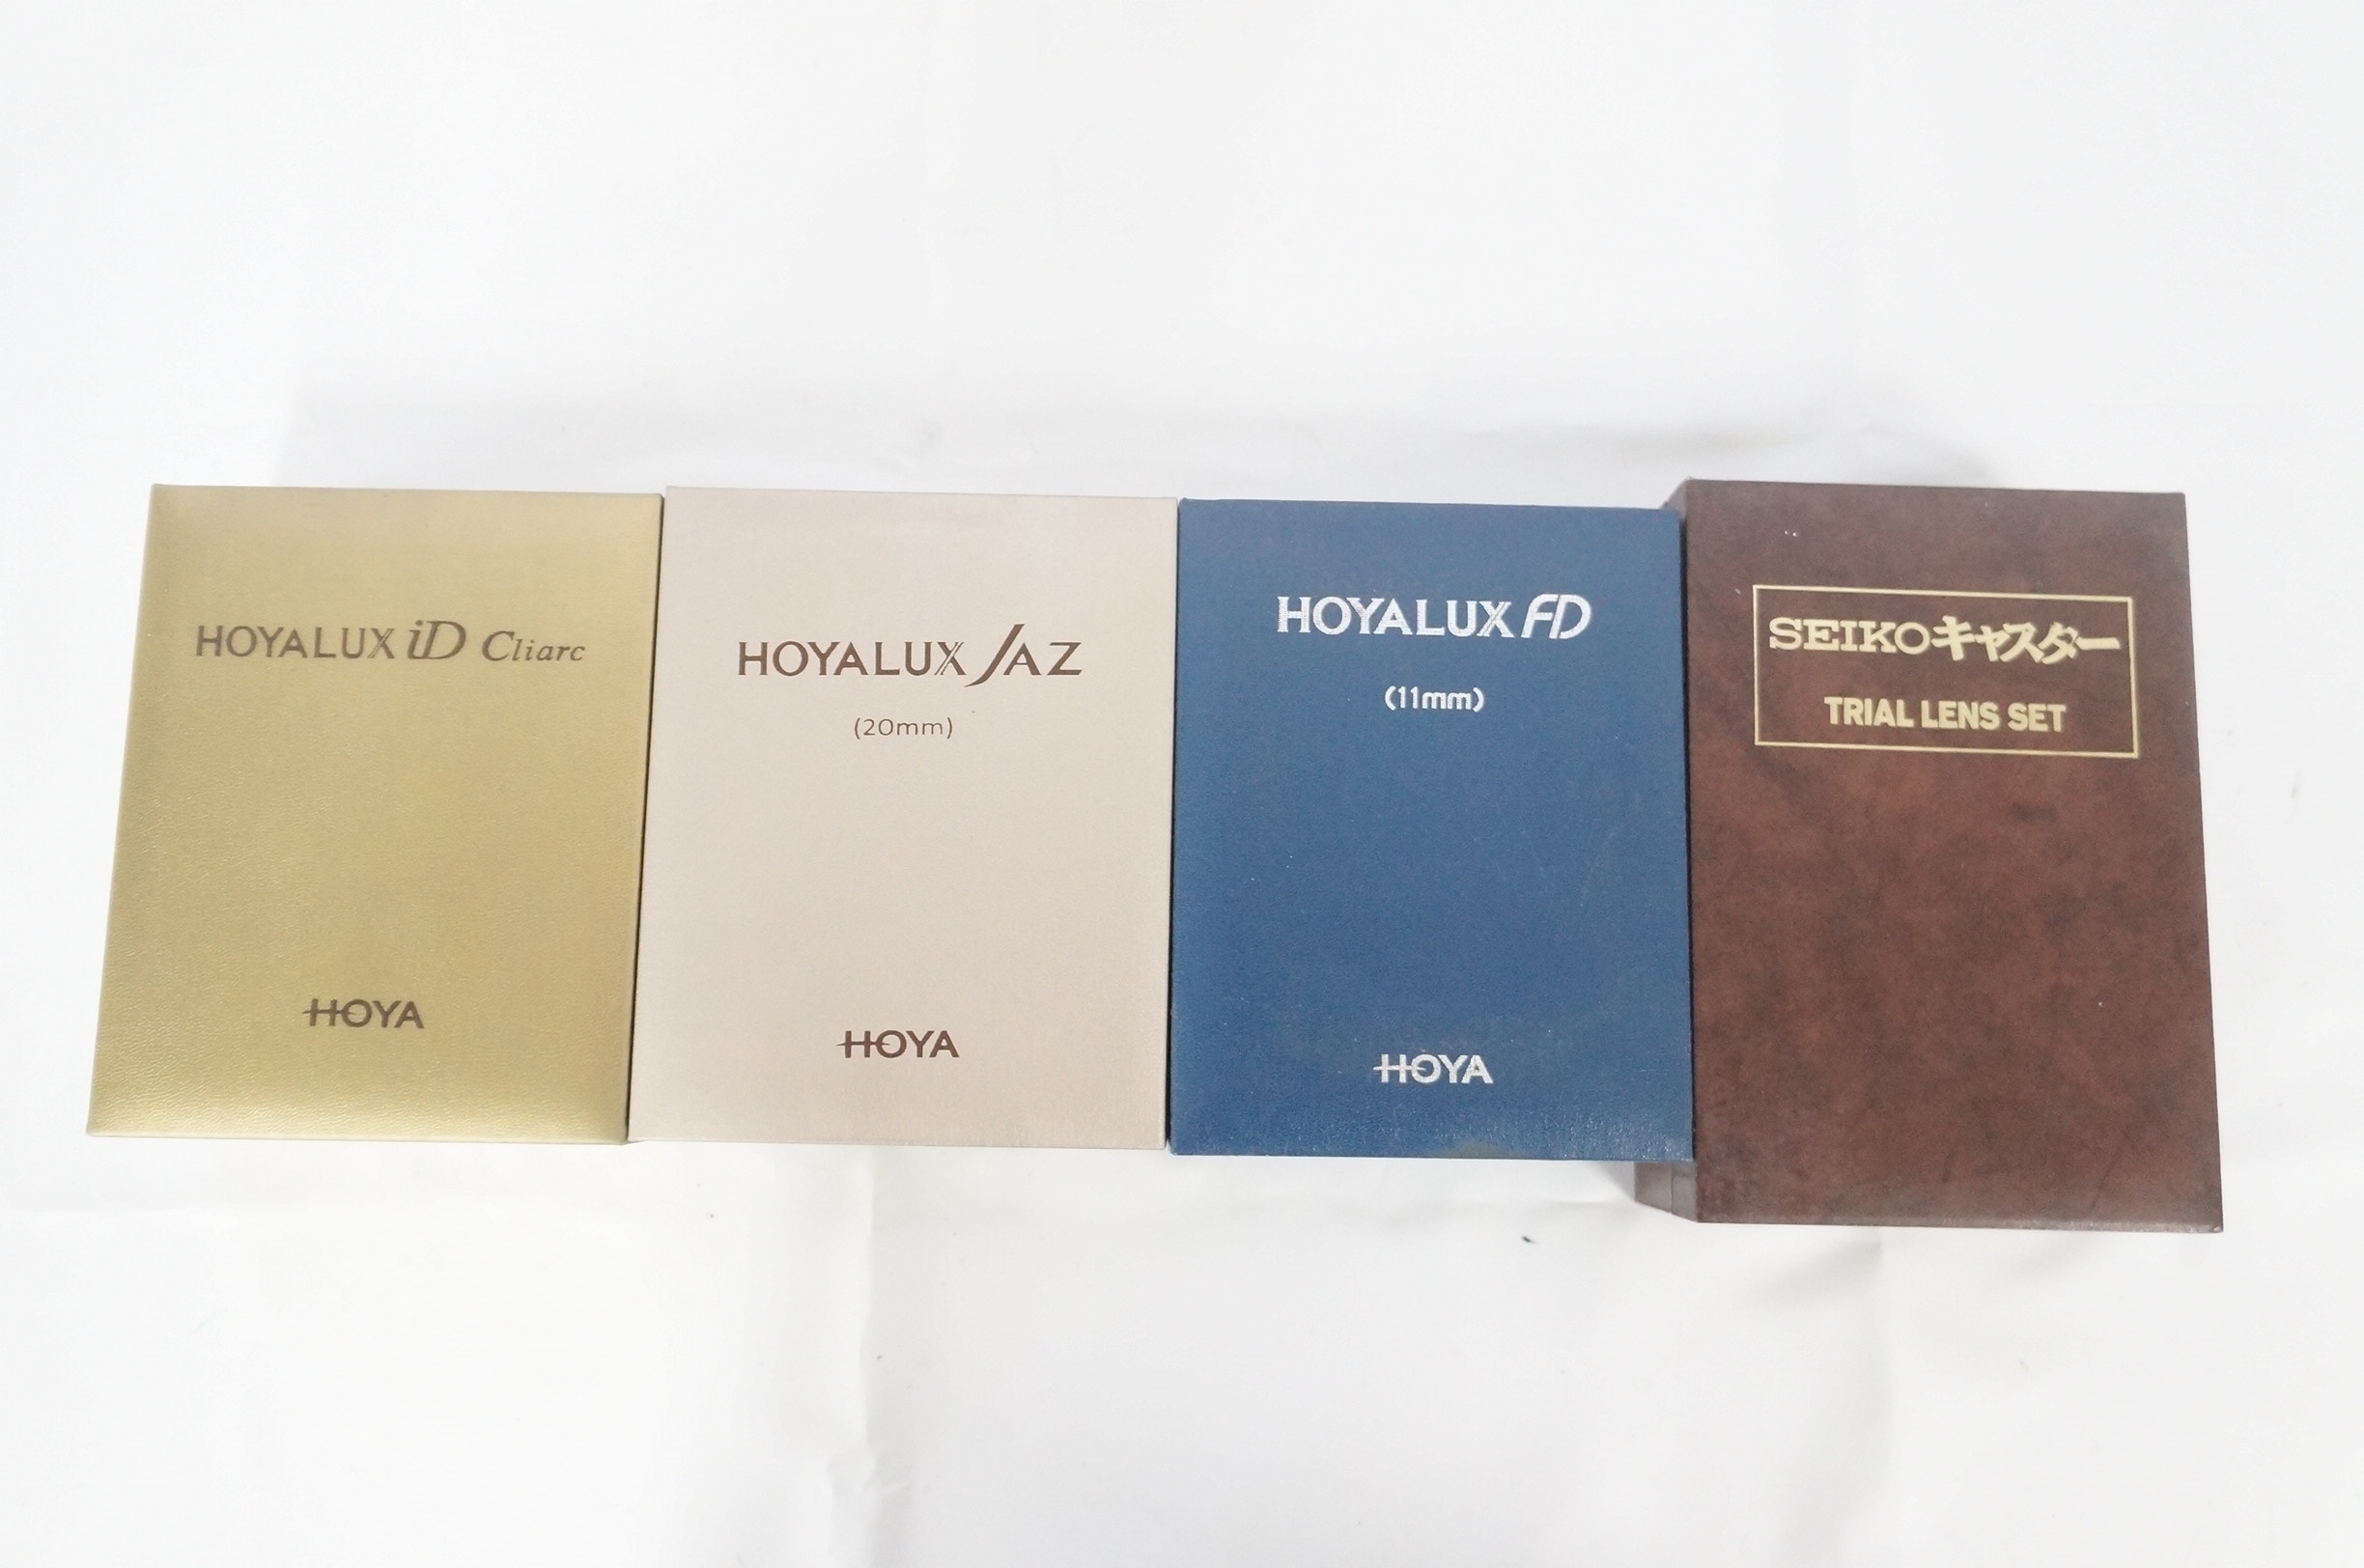 HOYALUX iD Cliarc
HOYA
HOYALUX JAZ
(20mm)
HOYA
HOYALUX FD
(11mm)
HOYA
SEIKOキャスター
TRIAL LENS SET